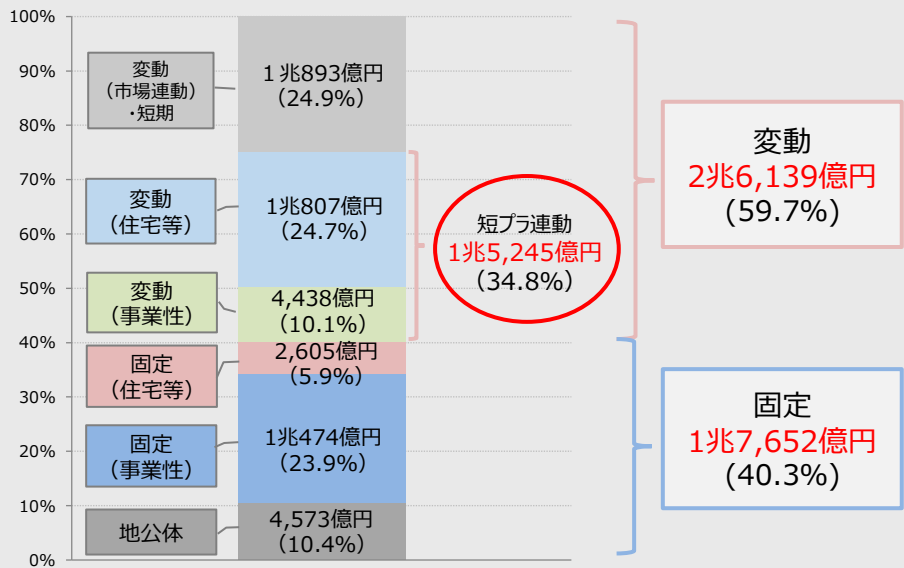 100%
90%
80%
70%
60%
50%
40%
30%
20%
10%
0%
変動
（市場連動）
・短期
変動
（住宅等）
変動
（事業性）
固定
（住宅等）
固定
（事業性）
地公体
1兆893億円
（24.9%）
1兆807億円
（24.7%）
4,438億円
（10.1%）
2,605億円
（5.9%）
1兆474億円
（23.9%）
4,573億円
（10.4%）
短プラ連動
1兆5,245億円
（34.8%）
変動
2兆6,139億円
(59.7%)
固定
1兆7,652億円
(40.3%)